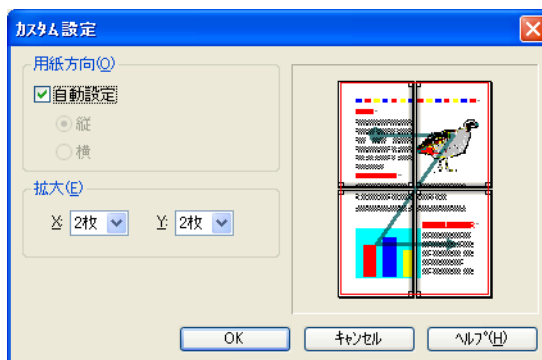 ｶｽﾀﾑ設定
用紙方向(O)
自動設定
縦
横
拡大(E)
X: 2枚 Y: 2枚
OK ｷｬﾝｾﾙ ﾍﾙﾌﾟ(H)